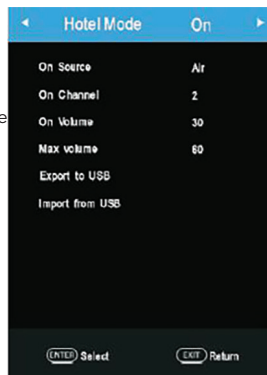 Hotel Mode On
On Source Air
On Channel 2
e
On Volume 30
Max volume 60
Export to USB
Import from USB
ENTER Select EXIT Return